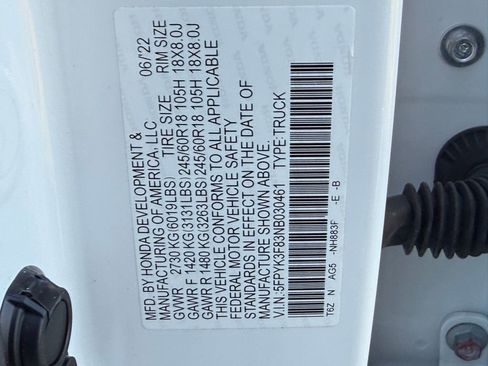 MFD. BY HONDA DEVELOPMENT & 06/22
MANUFACTURING OF AMERICA, LLC
TIRE SIZE RIM SIZE
GVWR 2730 KG(6019LBS)
GAWR F 1420 KG(3131LBS)245/60R18 105H 18X8.0J
GAWR R 1480 KG(3263LBS)245/60R18 105H 18X8.0J
THIS VEHICLE CONFORMS TO ALL APPLICABLE
FEDERAL MOTOR VEHICLE SAFETY
STANDARDS IN EFFECT ON THE DATE OF
MANUFACTURE SHOWN ABOVE.
V.I.N.:5FPYK3F83NB030461 TYPE:TRUCK
T6Z N AG5 -NH883F -E -B